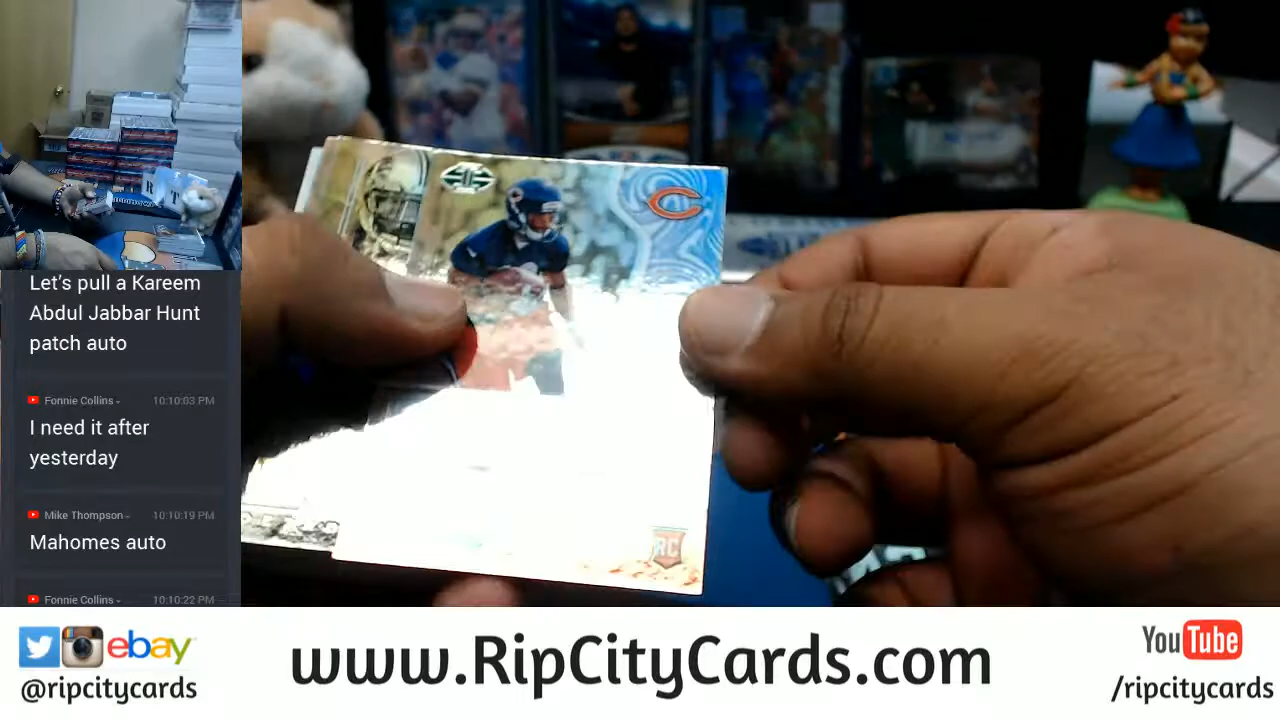 Let's pull a Kareem
Abdul Jabbar Hunt
patch auto
Fonnie Collins
10:10:03 PM
I need it after
yesterday
Mike Thompson
10:10:19 PM
Mahomes auto
Fonnie Collins
10:10:22 PM
RC
ebay
@ripcitycards
www.RipCityCards.com
YouTube
/ripcitycards